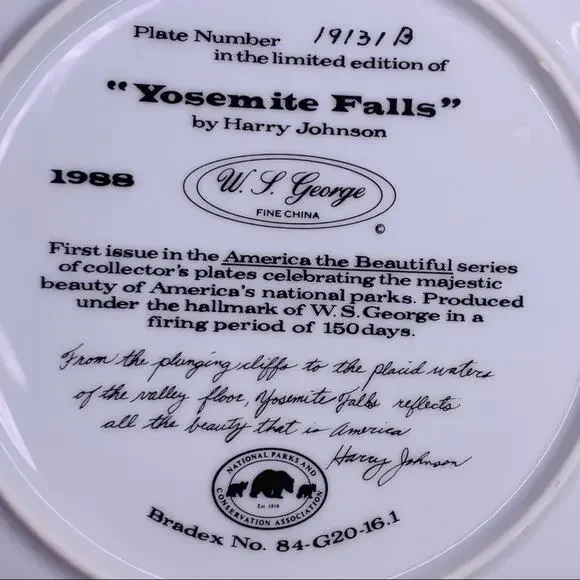 Plate Number 19131B
in the limited edition of
"Yosemite Falls"
by Harry Johnson
1988
W. S. George
FINE CHINA
©
First issue in the America the Beautiful series
of collector's plates celebrating the majestic
beauty of America's national parks. Produced
under the hallmark of W.S. George in a
firing period of 150 days.
From the plunging cliffs to the placid waters
of the valley floor, Yosemite Falls reflects
all the beauty that is America
Harry Johnson
NATIONAL PARKS AND
CONSERVATION ASSOCIATION
Est. 1919
Bradex No. 84-G20-16.1